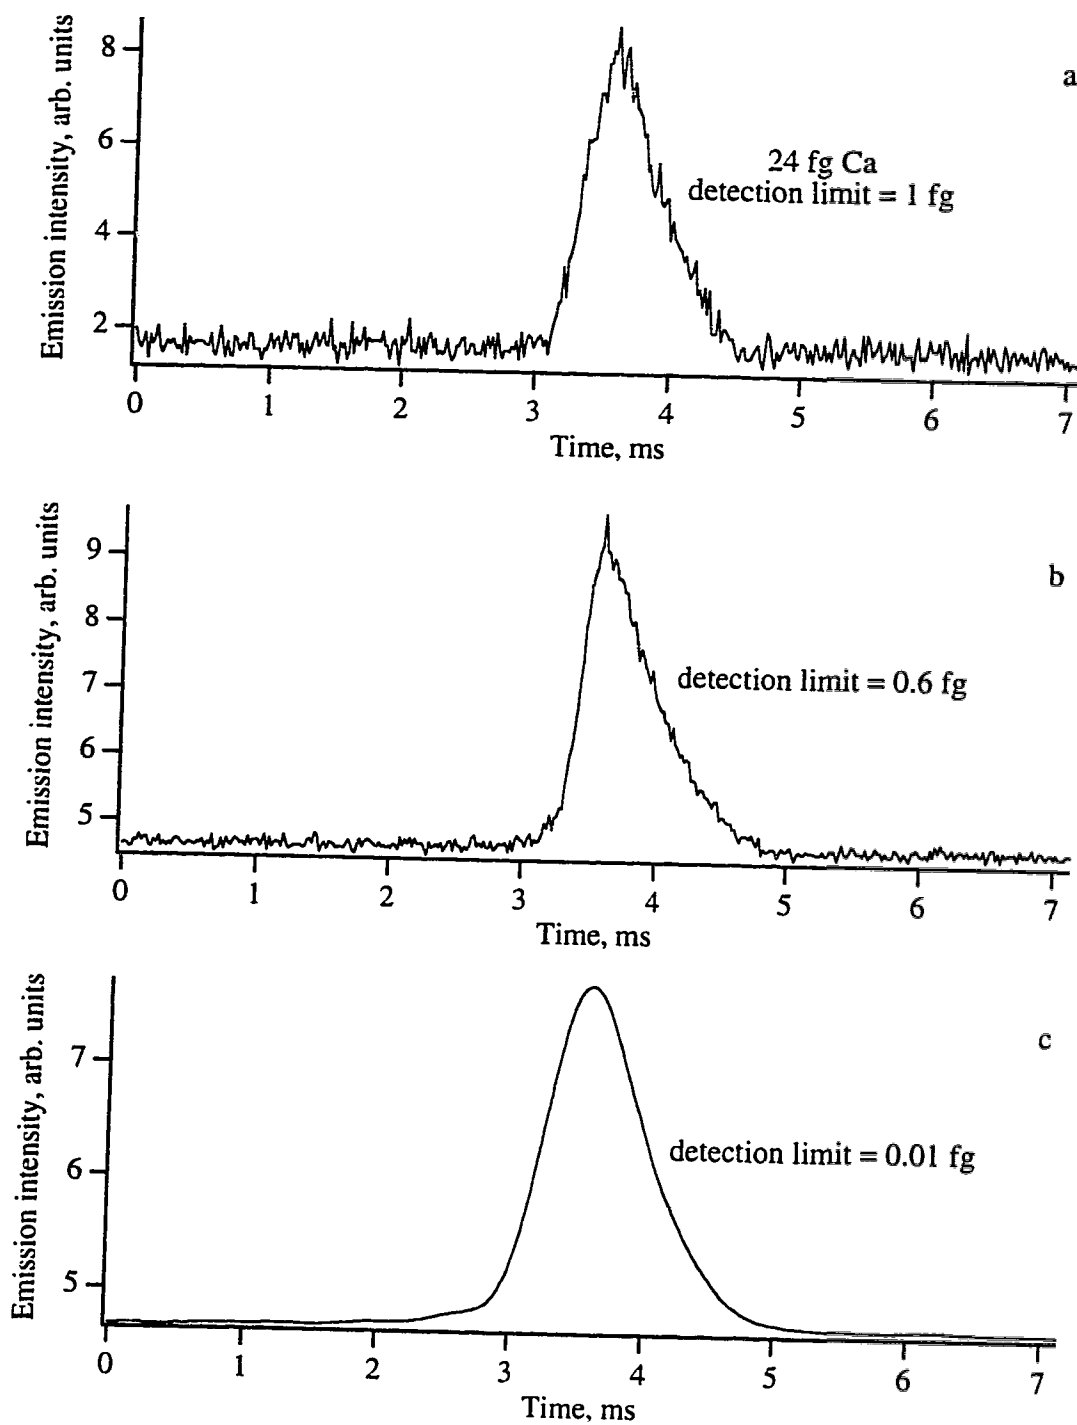 Emission intensity, arb. units
8
6
4
2
a
24 fg Ca
detection limit = 1 fg
0 1 2 3 4 5 6 7
Time, ms
Emission intensity, arb. units
9
8
7
6
5
b
detection limit = 0.6 fg
0 1 2 3 4 5 6 7
Time, ms
Emission intensity, arb. units
7
6
5
c
detection limit = 0.01 fg
0 1 2 3 4 5 6 7
Time, ms